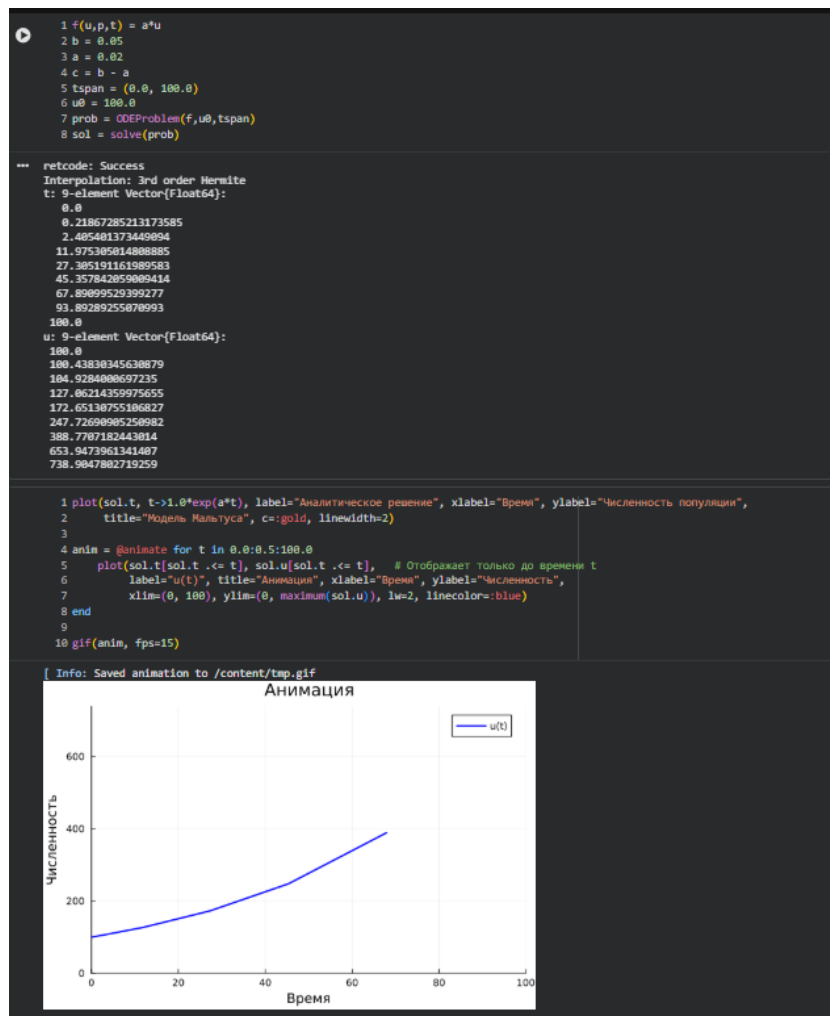 1 f(u,p,t) = a*u
2 b = 0.05
3 a = 0.02
4 c = b - a
5 tspan = (0.0, 100.0)
6 u0 = 100.0
7 prob = ODEProblem(f,u0,tspan)
8 sol = solve(prob)
retcode: Success
Interpolation: 3rd order Hermite
t: 9-element Vector{Float64}:
0.0
0.21867285213173585
2.405401373449094
11.975305014808885
27.305191161989583
45.357842059009414
67.89099529399277
93.89289255070993
100.0
u: 9-element Vector{Float64}:
100.0
100.43830345630879
104.9284000697235
127.06214359975655
172.65130755106827
247.72690905250982
388.7707182443014
653.9473961341407
738.9047802719259
1 plot(sol.t, t->1.0*exp(a*t), label="Аналитическое решение", xlabel="Время", ylabel="Численность популяции",
2 title="Модель Мальтуса", c=:gold, linewidth=2)
3
4 anim = @animate for t in 0.0:0.5:100.0
5 plot(sol.t[sol.t .<= t], sol.u[sol.t .<= t], # Отображает только до времени t
6 label="u(t)", title="Анимация", xlabel="Время", ylabel="Численность",
7 xlim=(0, 100), ylim=(0, maximum(sol.u)), lw=2, linecolor=:blue)
8 end
9
10 gif(anim, fps=15)
[ Info: Saved animation to /content/tmp.gif
Анимация
u(t)
600
400
200
0
Численность
0 20 40 60 80 100
Время